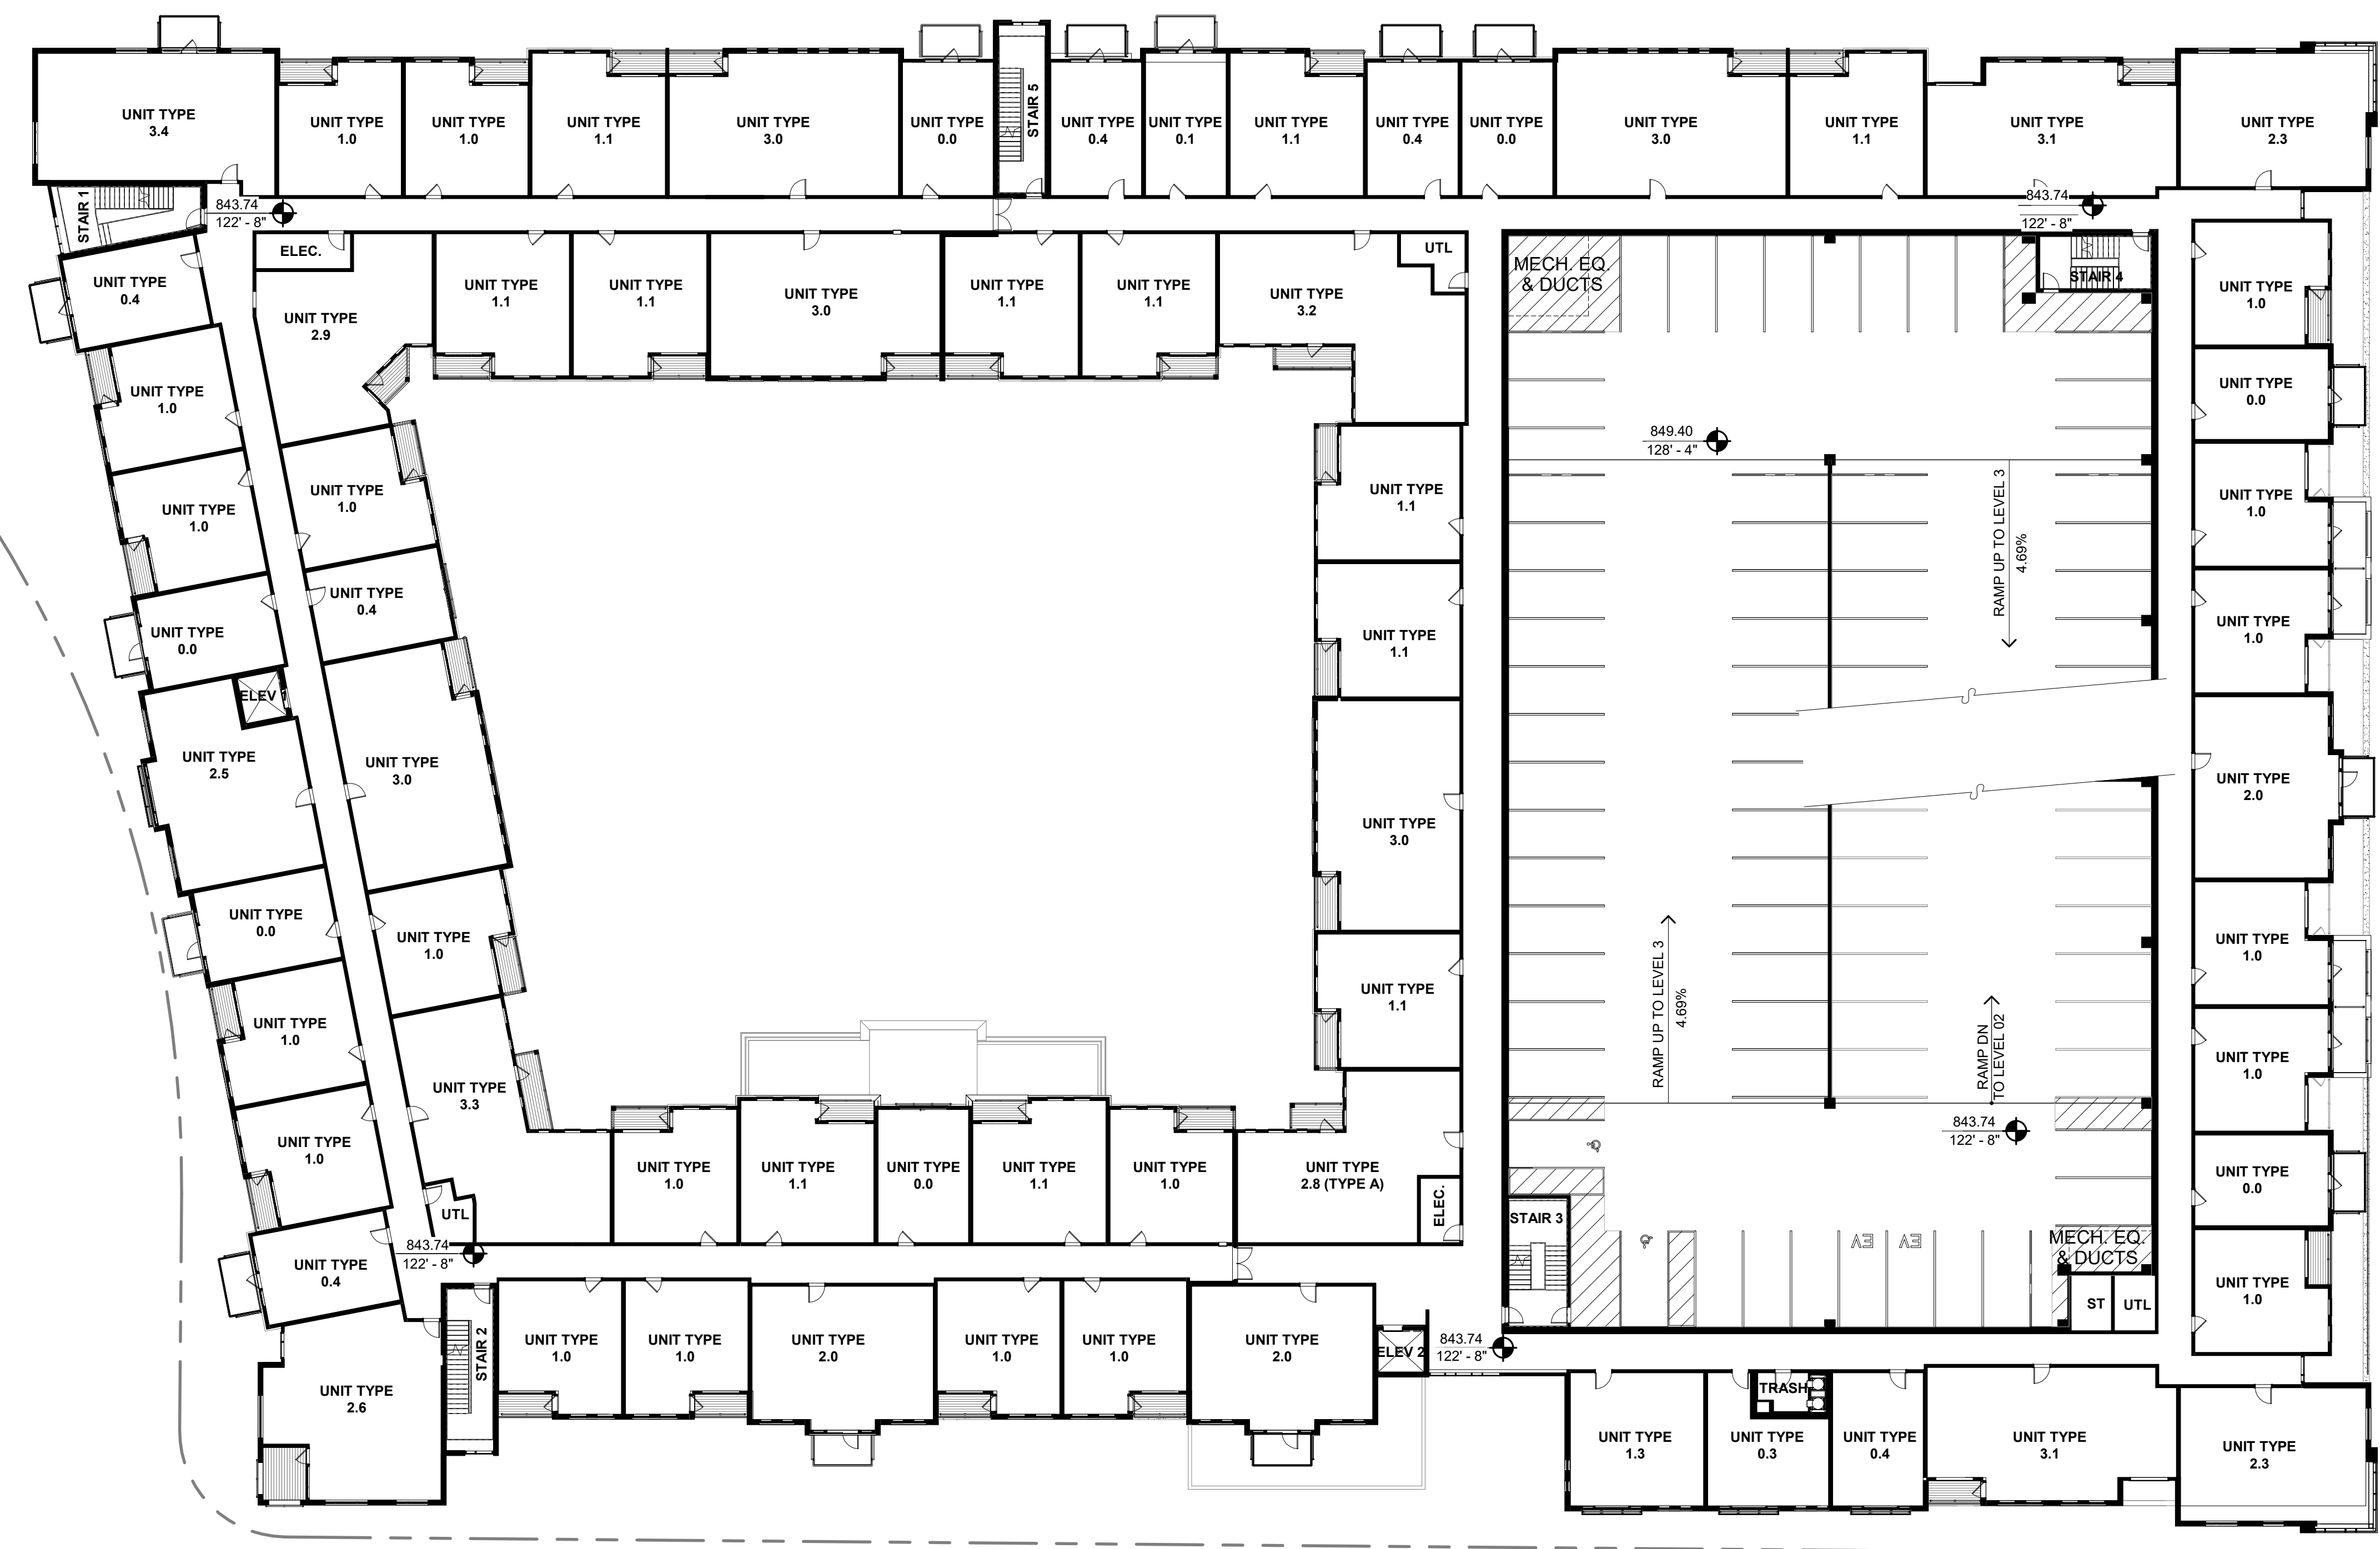 UNIT TYPE
3.4
UNIT TYPE
1.0
UNIT TYPE
1.0
UNIT TYPE
1.1
UNIT TYPE
3.0
UNIT TYPE
0.0
STAIR 5
UNIT TYPE
0.4
UNIT TYPE
0.1
UNIT TYPE
1.1
UNIT TYPE
0.4
UNIT TYPE
0.0
UNIT TYPE
3.0
UNIT TYPE
1.1
UNIT TYPE
3.1
UNIT TYPE
2.3
STAIR 1
843.74
122' - 8"
843.74
122' - 8"
ELEC.
UNIT TYPE
0.4
UNIT TYPE
2.9
UNIT TYPE
1.1
UNIT TYPE
1.1
UNIT TYPE
3.0
UNIT TYPE
1.1
UNIT TYPE
1.1
UNIT TYPE
3.2
UTL
MECH. EQ.
& DUCTS
STAIR 4
UNIT TYPE
1.0
UNIT TYPE
1.0
UNIT TYPE
0.0
849.40
128' - 4"
UNIT TYPE
1.0
UNIT TYPE
1.0
UNIT TYPE
1.1
RAMP UP TO LEVEL 3
4.69%
UNIT TYPE
1.0
UNIT TYPE
0.4
UNIT TYPE
0.0
UNIT TYPE
1.1
UNIT TYPE
1.0
ELEV 1
UNIT TYPE
2.5
UNIT TYPE
3.0
UNIT TYPE
3.0
UNIT TYPE
2.0
UNIT TYPE
0.0
UNIT TYPE
1.0
UNIT TYPE
1.1
UNIT TYPE
1.0
RAMP UP TO LEVEL 3
4.69%
RAMP DN
TO LEVEL 02
UNIT TYPE
1.0
UNIT TYPE
3.3
UNIT TYPE
1.0
UNIT TYPE
1.0
843.74
122' - 8"
UNIT TYPE
1.0
UNIT TYPE
1.1
UNIT TYPE
0.0
UNIT TYPE
1.1
UNIT TYPE
1.0
UNIT TYPE
2.8 (TYPE A)
ELEC.
UNIT TYPE
0.0
UTL
STAIR 3
EV
EV
MECH. EQ.
& DUCTS
843.74
122' - 8"
UNIT TYPE
0.4
UNIT TYPE
1.0
ST
UTL
STAIR 2
UNIT TYPE
1.0
UNIT TYPE
1.0
UNIT TYPE
2.0
UNIT TYPE
1.0
UNIT TYPE
1.0
UNIT TYPE
2.0
ELEV 2
843.74
122' - 8"
UNIT TYPE
2.6
TRASH
UNIT TYPE
1.3
UNIT TYPE
0.3
UNIT TYPE
0.4
UNIT TYPE
3.1
UNIT TYPE
2.3